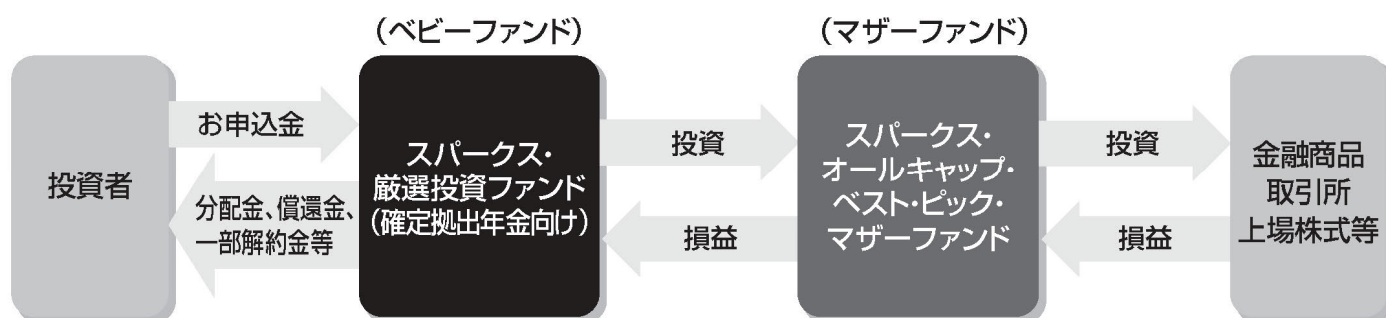 (ベビーファンド)
(マザーファンド)
投資者
お申込金
分配金、償還金、
一部解約金等
スパークス・
厳選投資ファンド
(確定拠出年金向け)
投資
損益
スパークス・
オールキャップ・
ベスト・ピック・
マザーファンド
投資
損益
金融商品
取引所
上場株式等